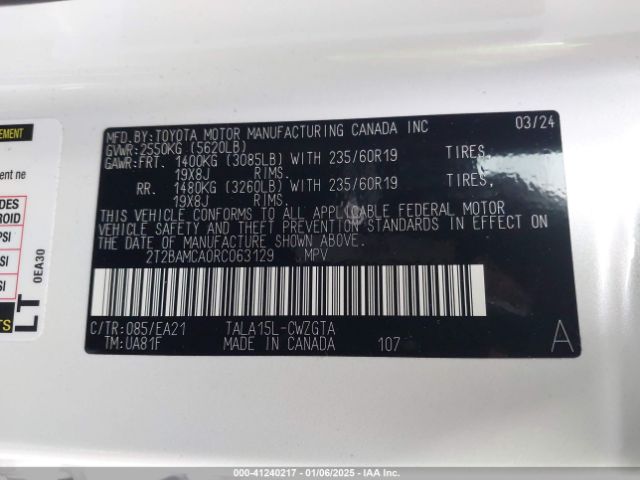 MFD.BY:TOYOTA MOTOR MANUFACTURING CANADA INC 03/24
GVWR:2550KG (5620LB)
GAWR:FRT. 1400KG (3085LB) WITH 235/60R19 TIRES,
19X8J RIMS.
RR. 1480KG (3260LB) WITH 235/60R19 TIRES,
19X8J RIMS.
THIS VEHICLE CONFORMS TO ALL APPLICABLE FEDERAL MOTOR
VEHICLE SAFETY AND THEFT PREVENTION STANDARDS IN EFFECT ON
THE DATE OF MANUFACTURE SHOWN ABOVE.
2T2BAMCA0RC063129 MPV
C/TR:085/EA21 TALA15L-CWZGTA
TM:UA81F MADE IN CANADA 107 A
EMENT
nt ne
DES
ROID
PSI
SI
SI
TS
LT
0EA30
000-41240217 - 01/06/2025 - IAA Inc.